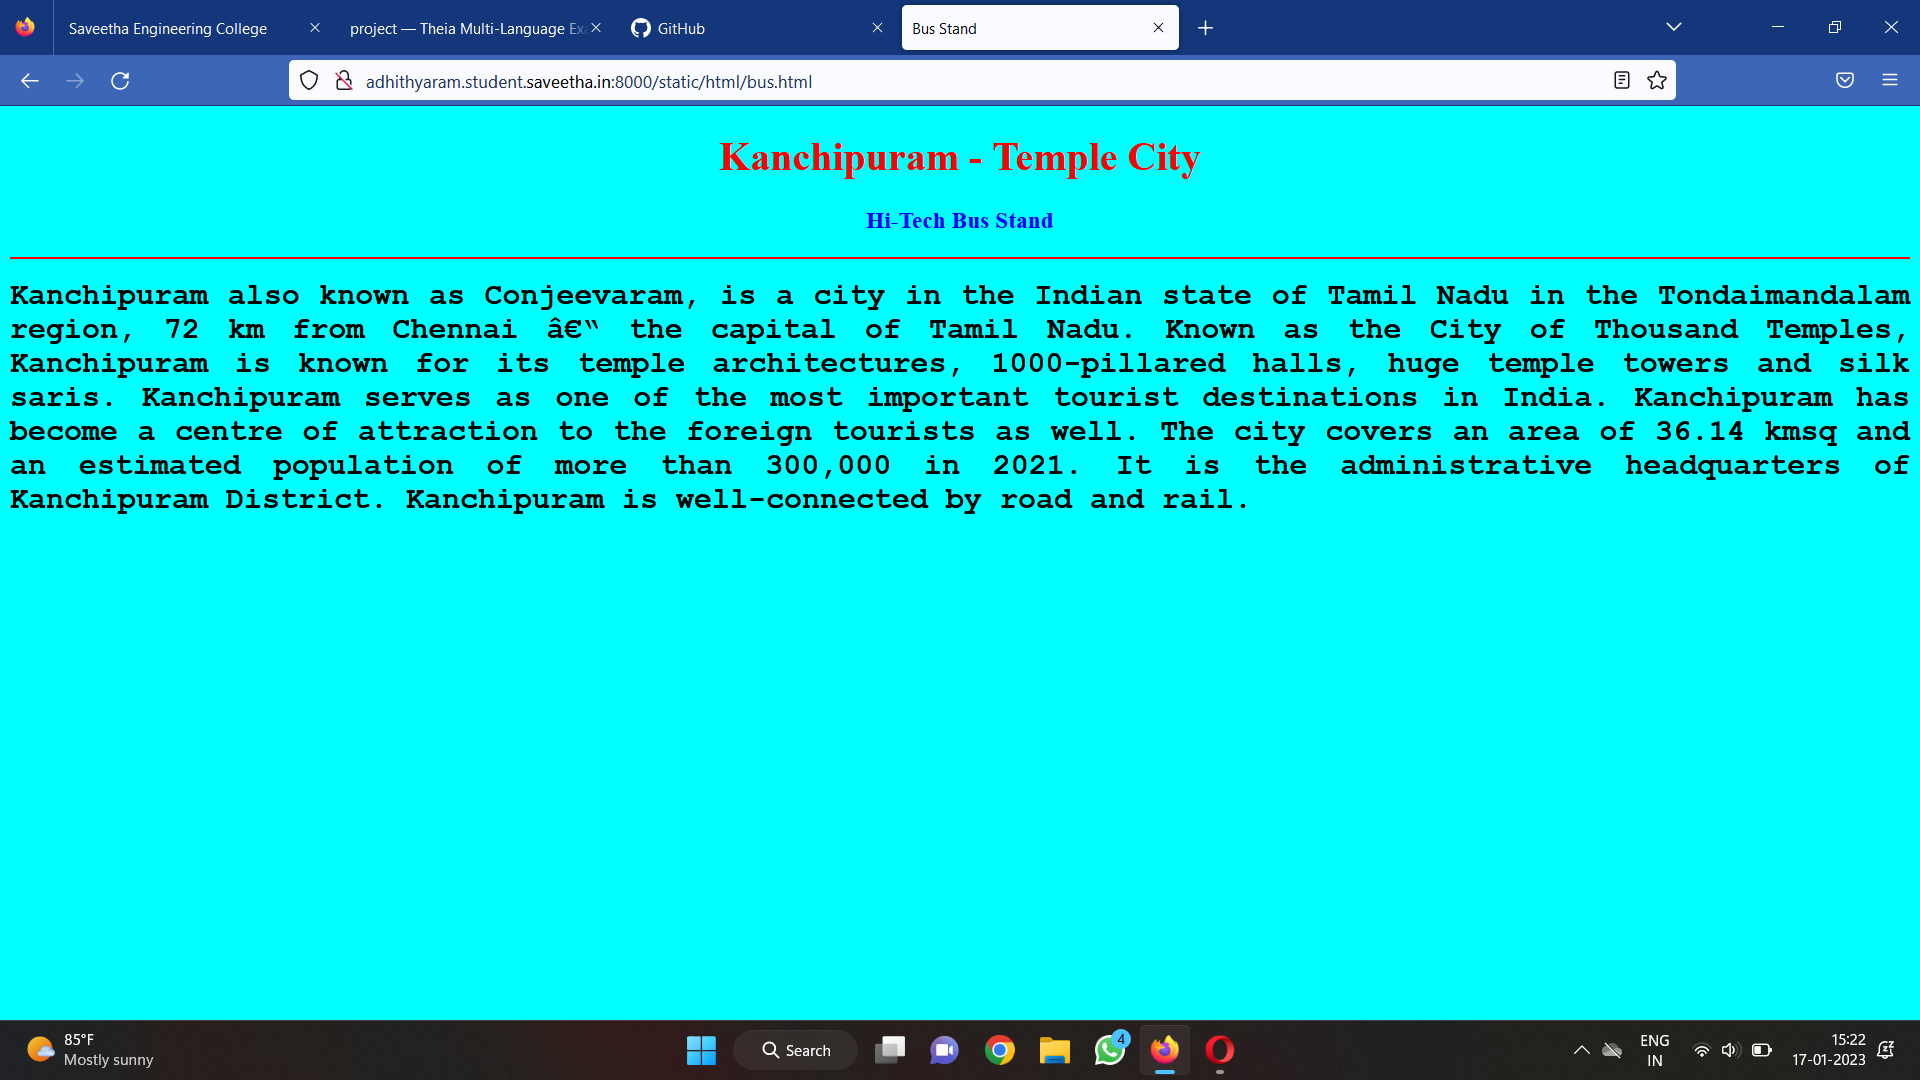 Saveetha Engineering College
project — Theia Multi-Language Ex
GitHub
Bus Stand
adhithyaram.student.saveetha.in:8000/static/html/bus.html
Kanchipuram - Temple City
Hi-Tech Bus Stand
Kanchipuram also known as Conjeevaram, is a city in the Indian state of Tamil Nadu in the Tondaimandalam
region, 72 km from Chennai â€“ the capital of Tamil Nadu. Known as the City of Thousand Temples,
Kanchipuram is known for its temple architectures, 1000-pillared halls, huge temple towers and silk
saris. Kanchipuram serves as one of the most important tourist destinations in India. Kanchipuram has
become a centre of attraction to the foreign tourists as well. The city covers an area of 36.14 kmsq and
an estimated population of more than 300,000 in 2021. It is the administrative headquarters of
Kanchipuram District. Kanchipuram is well-connected by road and rail.
85°F
Mostly sunny
Search
4
ENG
IN
15:22
17-01-2023